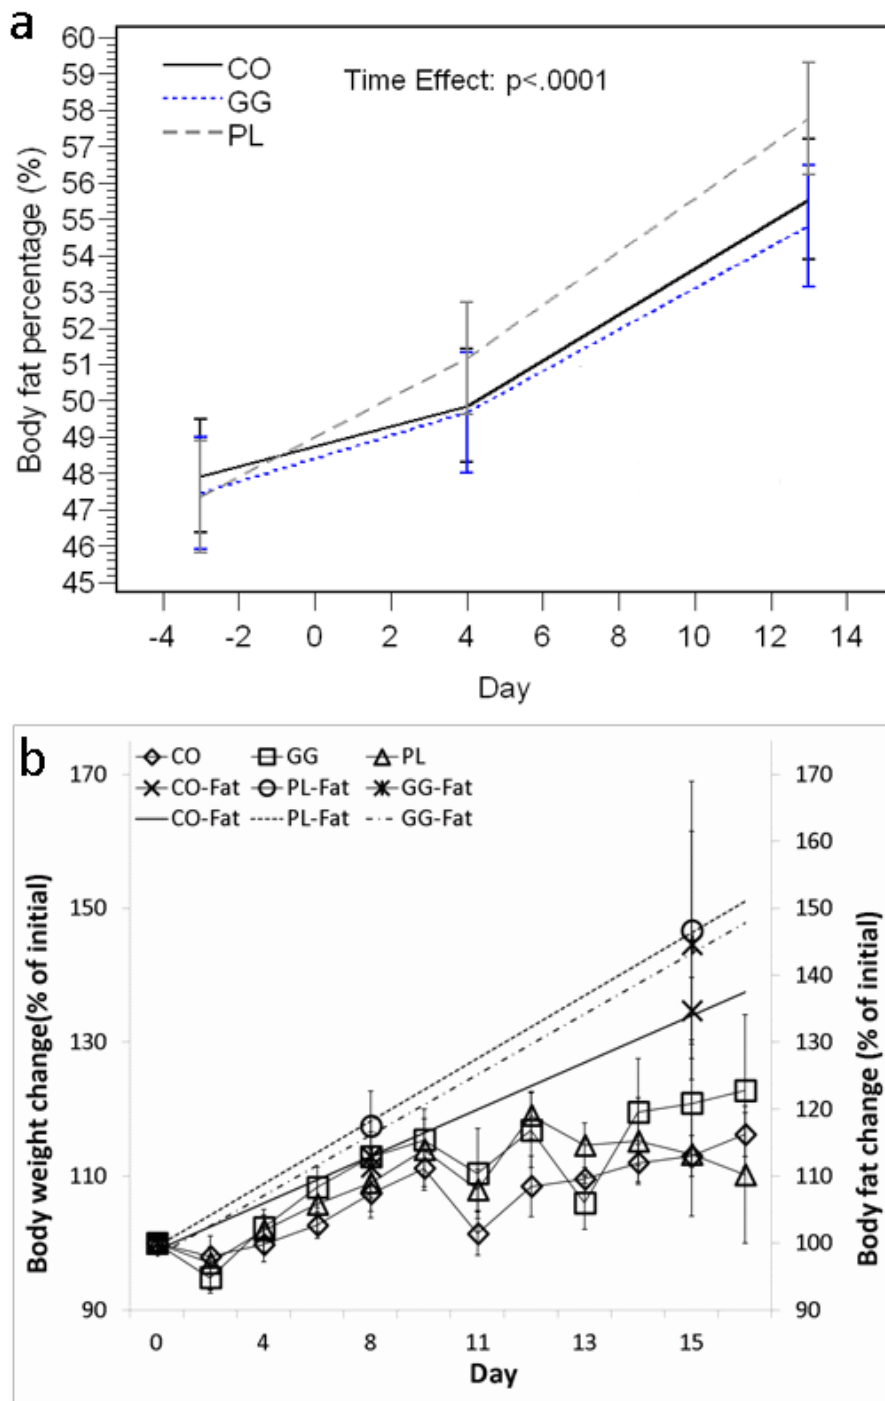 a
60
59
58
57
56
55
54
53
52
51
50
49
48
47
46
45
Body fat percentage (%)
CO
GG
PL
Time Effect: p<.0001
-4 -2 0 2 4 6 8 10 12 14
Day
b
CO GG PL
CO-Fat PL-Fat GG-Fat
CO-Fat PL-Fat GG-Fat
170
150
130
110
90
Body weight change(% of initial)
170
160
150
140
130
120
110
100
90
Body fat change (% of initial)
0 4 8 11 13 15
Day